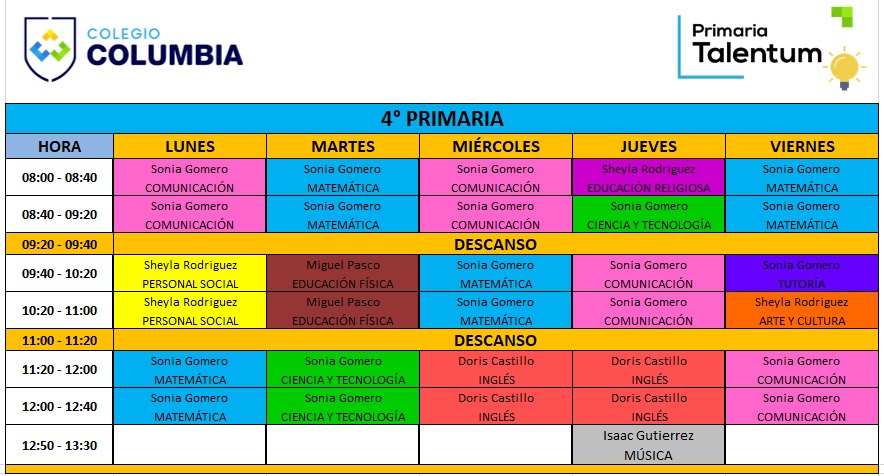 COLEGIO
COLUMBIA
Primaria
Talentum
4º PRIMARIA
HORA LUNES MARTES MIÉRCOLES JUEVES VIERNES
08:00 - 08:40 Sonia Gomero Sonia Gomero Sonia Gomero Sheyla Rodriguez Sonia Gomero
COMUNICACIÓN MATEMÁTICA COMUNICACIÓN EDUCACIÓN RELIGIOSA MATEMÁTICA
08:40 - 09:20 Sonia Gomero Sonia Gomero Sonia Gomero Sonia Gomero Sonia Gomero
COMUNICACIÓN MATEMÁTICA COMUNICACIÓN CIENCIA Y TECNOLOGÍA MATEMÁTICA
09:20 - 09:40 DESCANSO
09:40 - 10:20 Sheyla Rodriguez Miguel Pasco Sonia Gomero Sonia Gomero Sonia Gomero
PERSONAL SOCIAL EDUCACIÓN FÍSICA MATEMÁTICA COMUNICACIÓN TUTORÍA
10:20 - 11:00 Sheyla Rodriguez Miguel Pasco Sonia Gomero Sonia Gomero Sheyla Rodriguez
PERSONAL SOCIAL EDUCACIÓN FÍSICA MATEMÁTICA COMUNICACIÓN ARTE Y CULTURA
11:00 - 11:20 DESCANSO
11:20 - 12:00 Sonia Gomero Sonia Gomero Doris Castillo Doris Castillo Sonia Gomero
MATEMÁTICA CIENCIA Y TECNOLOGÍA INGLÉS INGLÉS COMUNICACIÓN
12:00 - 12:40 Sonia Gomero Sonia Gomero Doris Castillo Doris Castillo Sonia Gomero
MATEMÁTICA CIENCIA Y TECNOLOGÍA INGLÉS INGLÉS COMUNICACIÓN
12:50 - 13:30 Isaac Gutierrez
MÚSICA